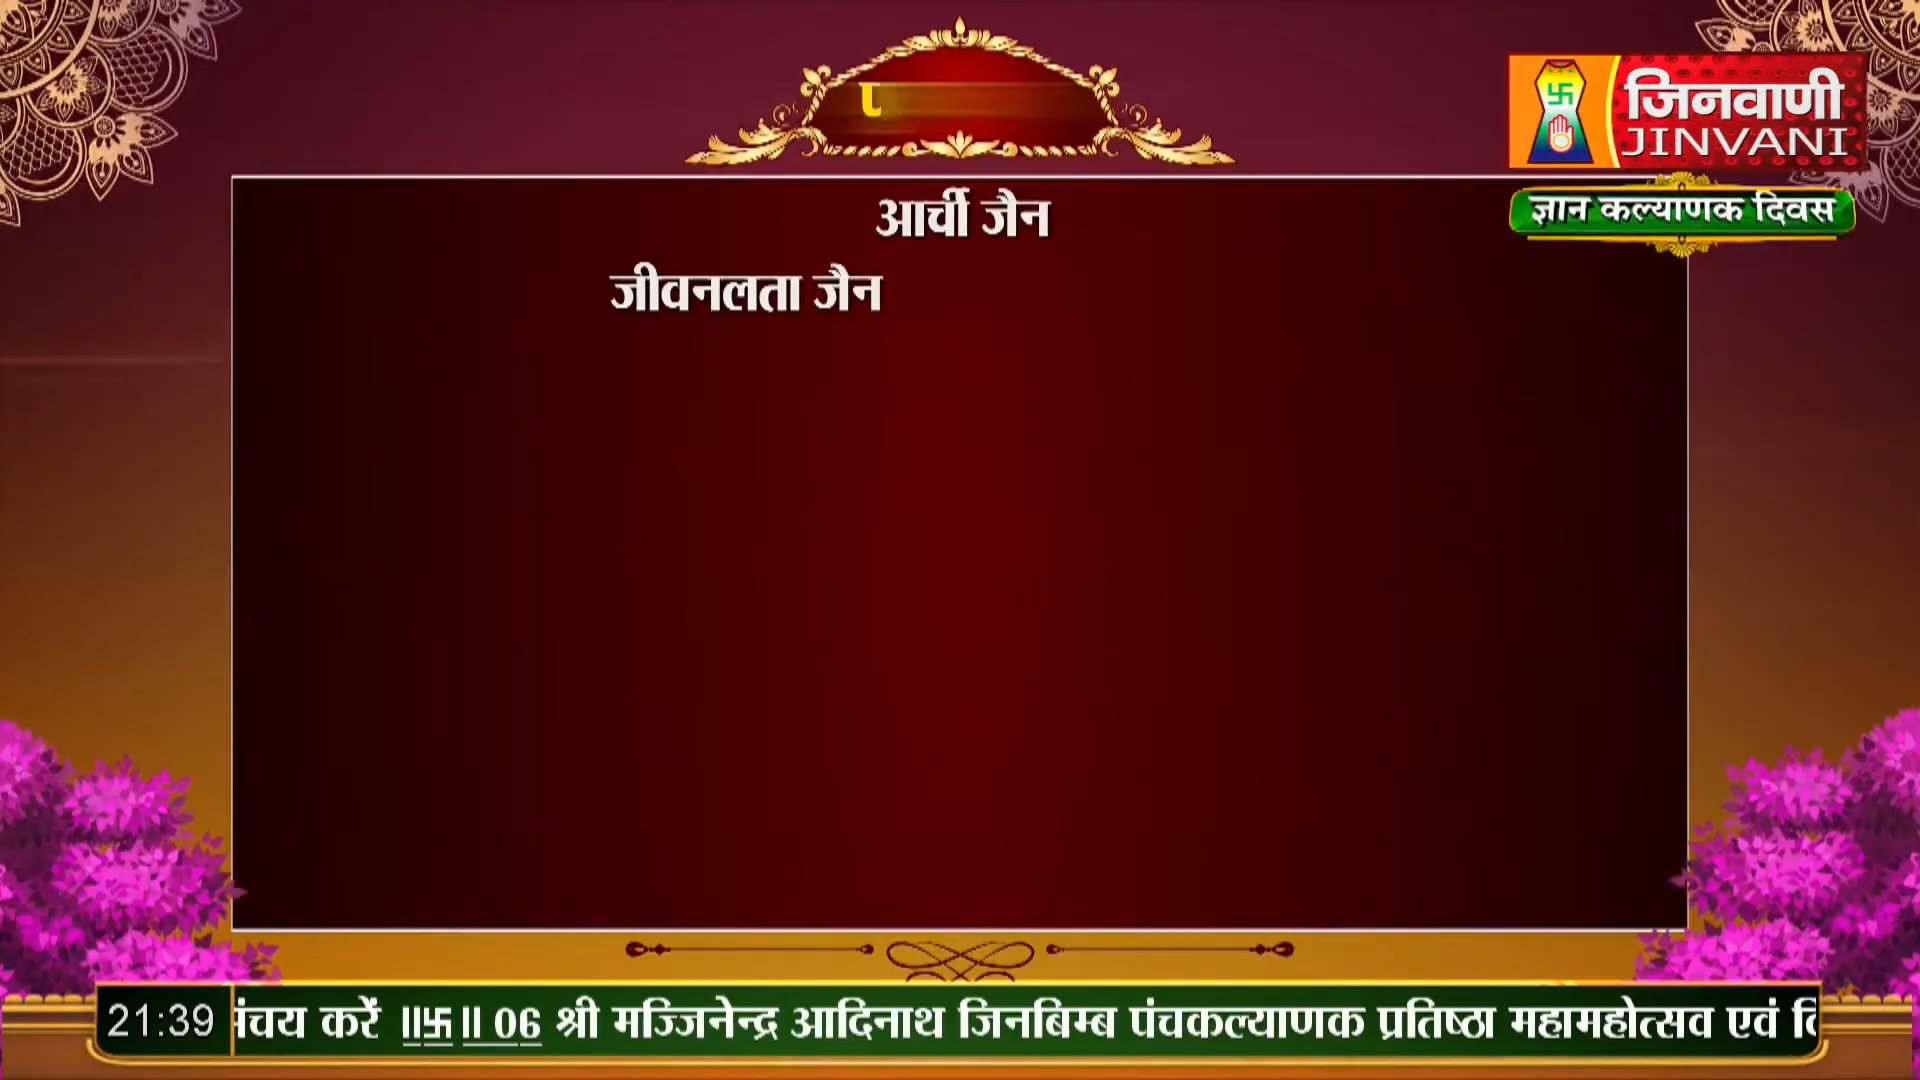 जिनवाणी
JINVANI
ज्ञान कल्याणक दिवस
आर्ची जैन
जीवनलता जैन
21:39
करें ॥卐॥ 06 श्री मज्जिनेन्द्र आदिनाथ जिनबिम्ब पंचकल्याणक प्रतिष्ठा महामहोत्सव एवं